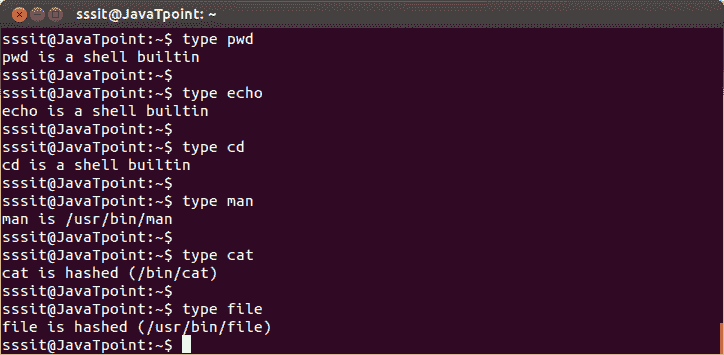 sssit@JavaTpoint: ~
sssit@JavaTpoint:~$ type pwd
pwd is a shell builtin
sssit@JavaTpoint:~$
sssit@JavaTpoint:~$ type echo
echo is a shell builtin
sssit@JavaTpoint:~$
sssit@JavaTpoint:~$ type cd
cd is a shell builtin
sssit@JavaTpoint:~$
sssit@JavaTpoint:~$ type man
man is /usr/bin/man
sssit@JavaTpoint:~$
sssit@JavaTpoint:~$ type cat
cat is hashed (/bin/cat)
sssit@JavaTpoint:~$
sssit@JavaTpoint:~$ type file
file is hashed (/usr/bin/file)
sssit@JavaTpoint:~$